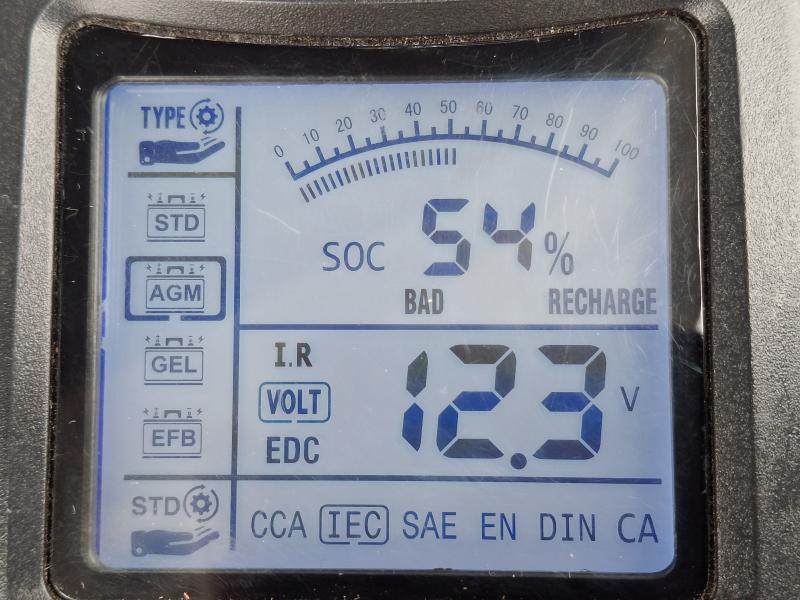 TYPE
0 10 20 30 40 50 60 70 80 90 100
STD
SOC 54 %
AGM
BAD RECHARGE
GEL
I.R
VOLT
12.3 V
EFB
EDC
STD
CCA IEC SAE EN DIN CA